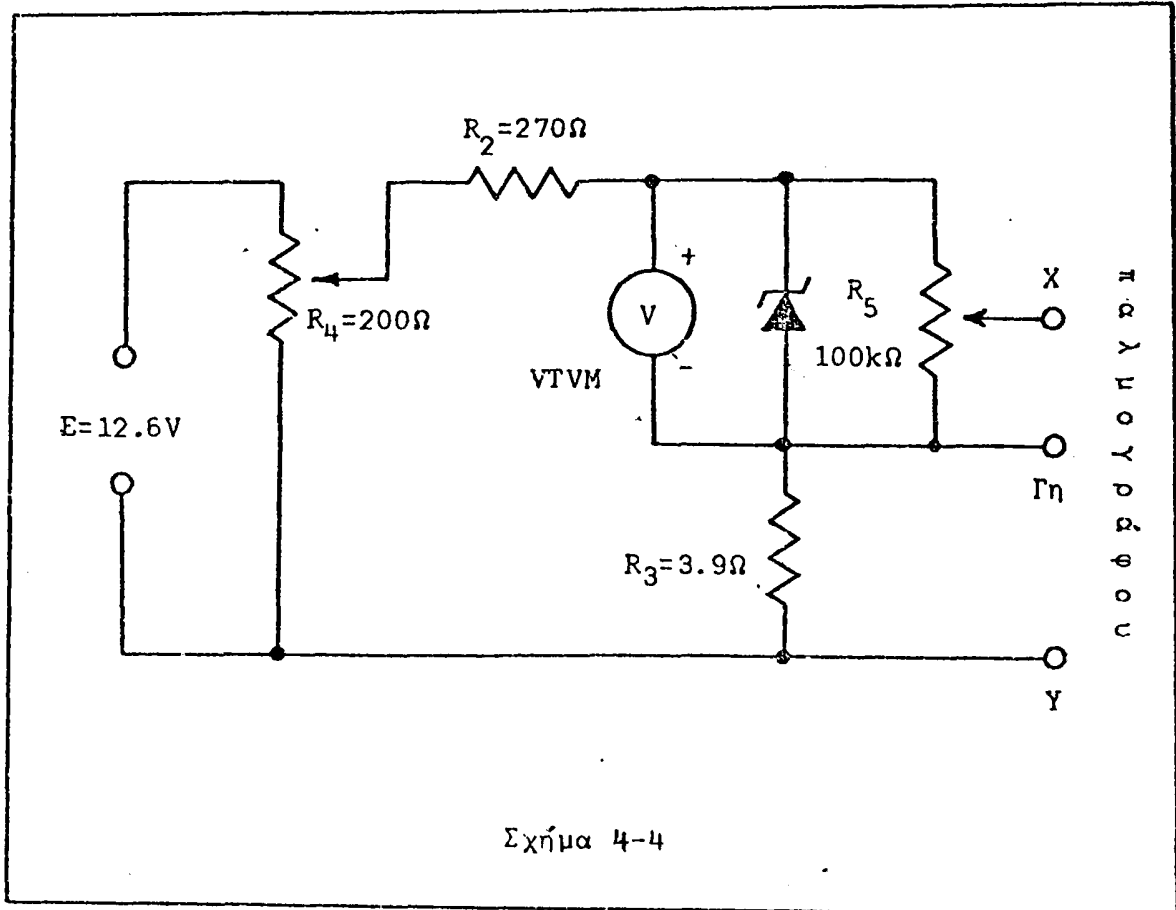 R2=270Ω
+
X
R5
V
R4=200Ω
100kΩ
-
VTVM
E=12.6V
Γη
R3=3.9Ω
Y
παλμογράφου
Σχήμα 4-4